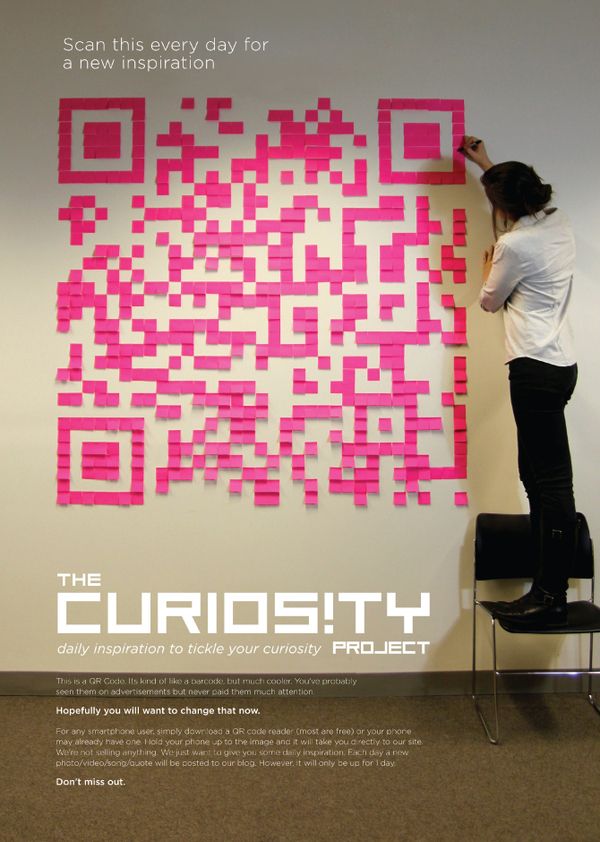 Scan this every day for
a new inspiration
THE
CURIOS!TY
daily inspiration to tickle your curiosity PROJECT
This is a QR Code. Its kind of like a barcode, but much cooler. You've probably
seen them on advertisements but never paid them much attention.
Hopefully you will want to change that now.
For any smartphone user, simply download a QR code reader (most are free) or your phone
may already have one. Hold your phone up to the image and it will take you directly to our site.
We're not selling anything. We just want to give you some daily inspiration. Each day a new
photo/video/song/quote will be posted to our blog. However, it will only be up for 1 day.
Don't miss out.